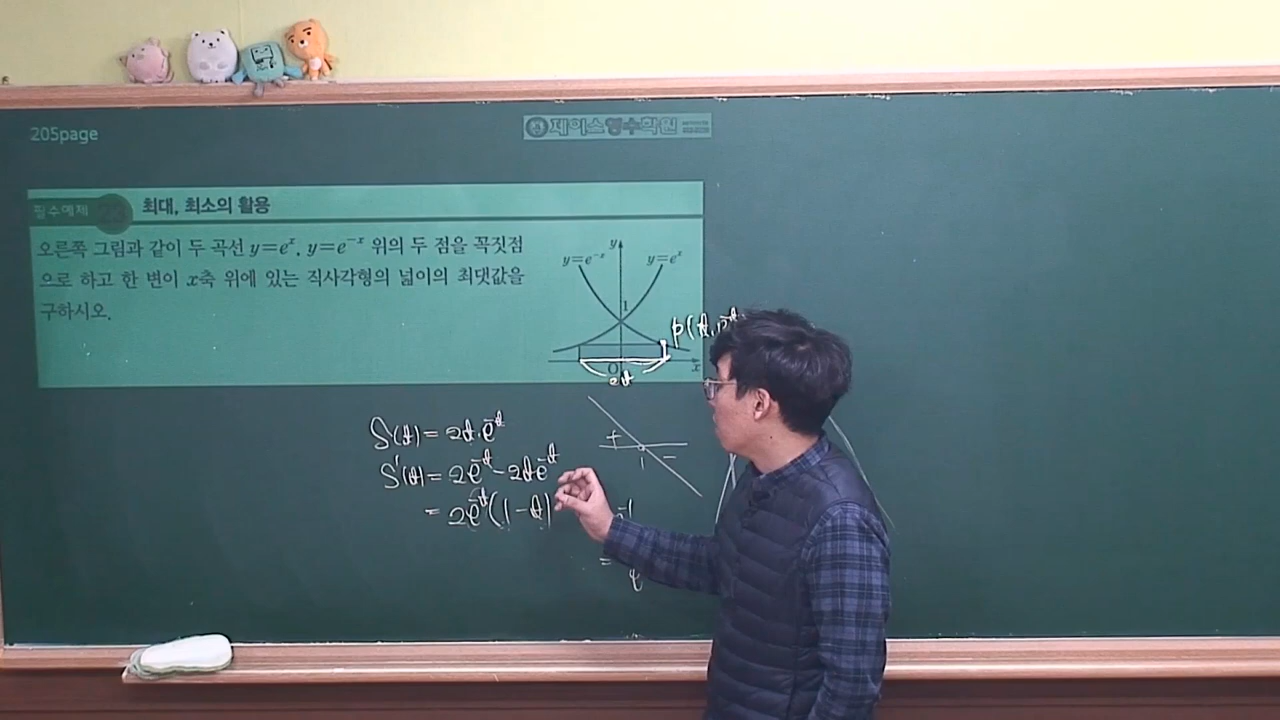 205page
제이스영수학원
필수예제
최대, 최소의 활용
오른쪽 그림과 같이 두 곡선 y=eˣ, y=e⁻ˣ 위의 두 점을 꼭짓점
으로 하고 한 변이 x축 위에 있는 직사각형의 넓이의 최댓값을
구하시오.
y
y=e⁻ˣ y=eˣ
1
O x
2t
S(t) = 2t·e⁻ᵗ
S'(t) = 2e⁻ᵗ - 2te⁻ᵗ
= 2e⁻ᵗ(1-t)
+ 1 -